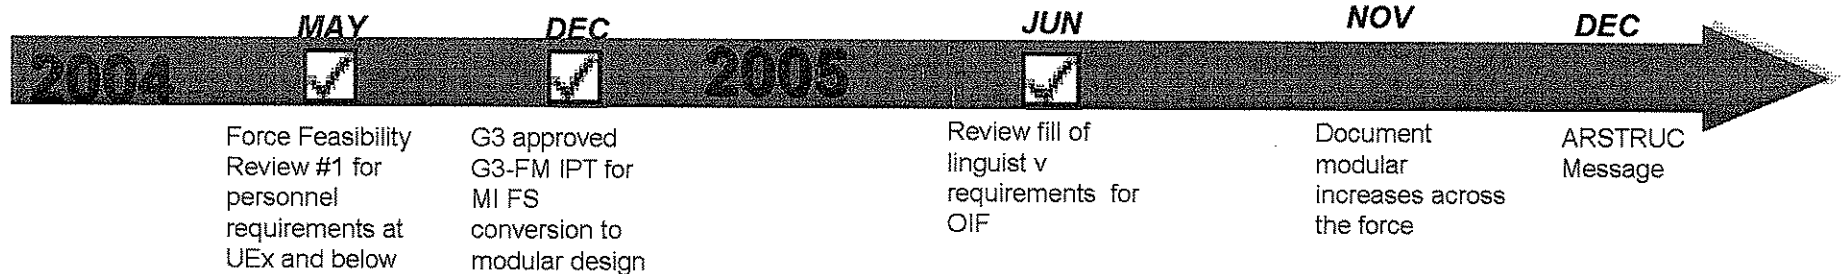 MAY
DEC
JUN
NOV
DEC
2004
2005
Force Feasibility
Review #1 for
personnel
requirements at
UEx and below
G3 approved
G3-FM IPT for
MI FS
conversion to
modular design
Review fill of
linguist v
requirements for
OIF
Document
modular
increases across
the force
ARSTRUC
Message